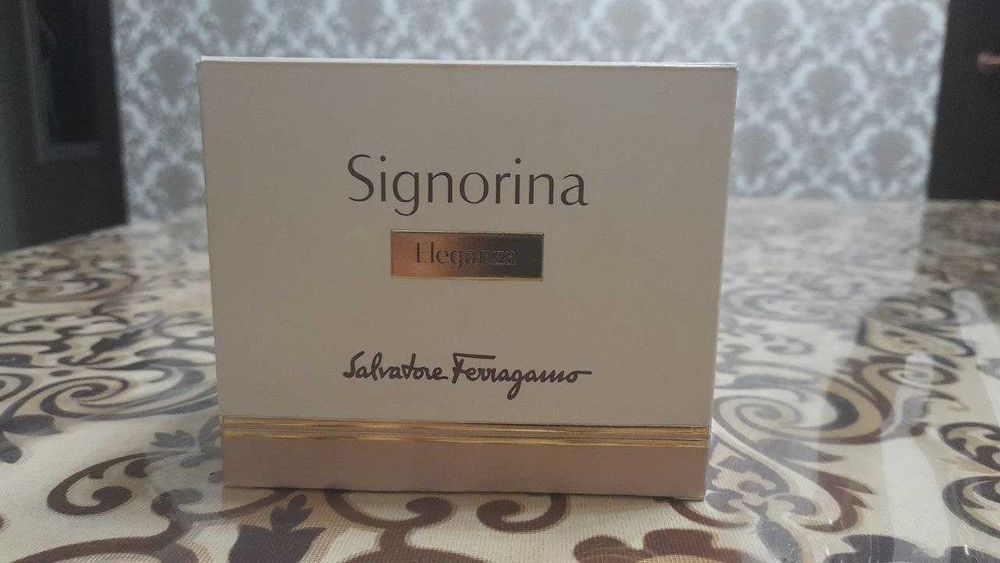 Signorina
Eleganza
Salvatore Ferragamo